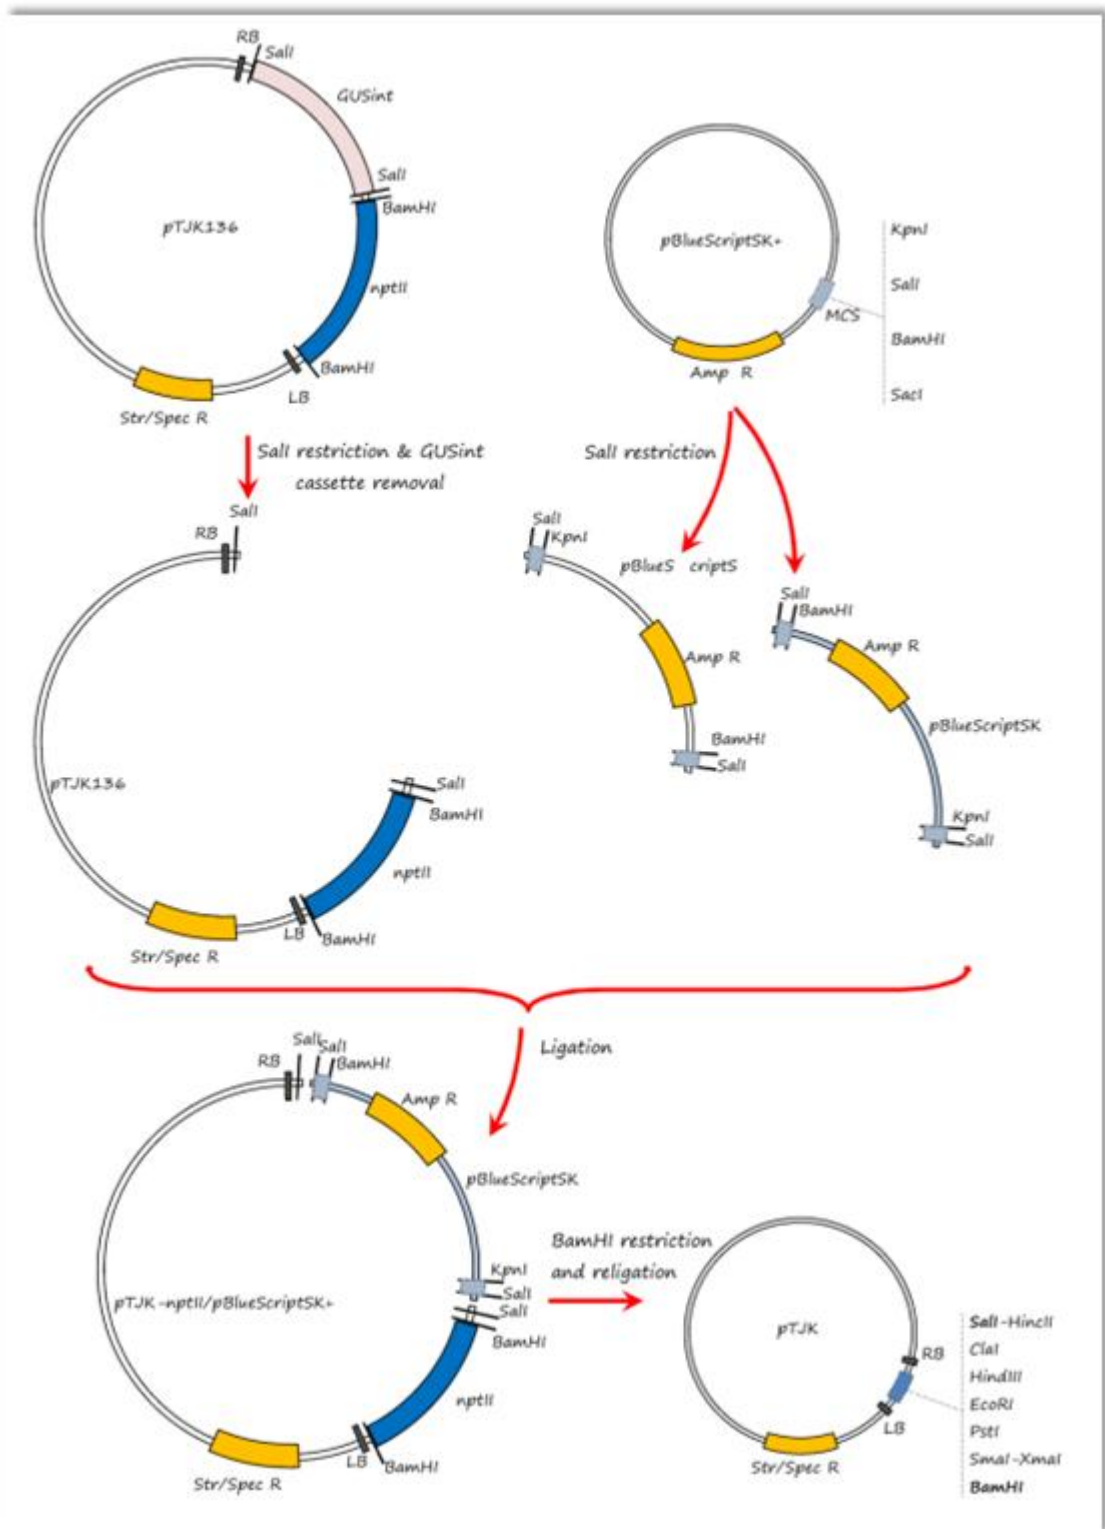 RB
SalI
GUSint
SalI
BamHI
pTJK136
nptII
BamHI
LB
Str/Spec R
pBlueScriptSK+
MCS
Amp R
KpnI
SalI
BamHI
SacI
SalI restriction & GUSint
cassette removal
SalI restriction
SalI
RB
pTJK136
SalI
BamHI
nptII
LB
BamHI
Str/Spec R
SalI
KpnI
pBlueS criptS
Amp R
BamHI
SalI
SalI
BamHI
Amp R
pBlueScriptSK
KpnI
SalI
Ligation
RB
SalI
SalI
BamHI
Amp R
pBlueScriptSK
KpnI
SalI
SalI
BamHI
pTJK-nptII/pBlueScriptSK+
nptII
LB
BamHI
Str/Spec R
BamHI restriction
and religation
pTJK
RB
LB
Str/Spec R
SalI-HincII
ClaI
HindIII
EcoRI
PstI
SmaI-XmaI
BamHI